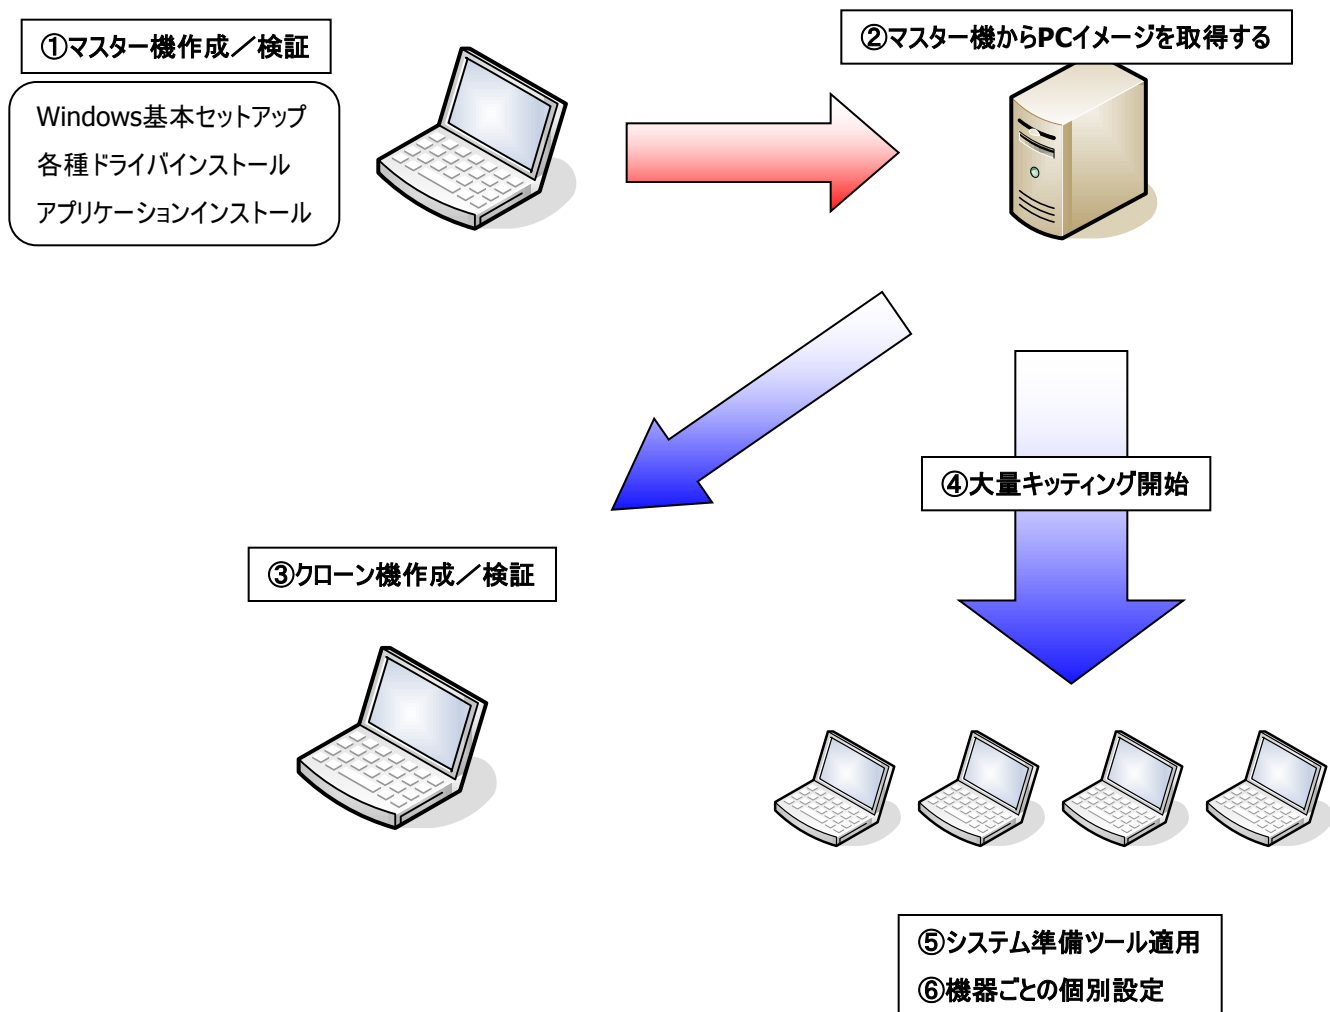 ①マスター機作成／検証
Windows基本セットアップ
各種ドライバインストール
アプリケーションインストール
②マスター機からPCイメージを取得する
④大量キッティング開始
③クローン機作成／検証
⑤システム準備ツール適用
⑥機器ごとの個別設定